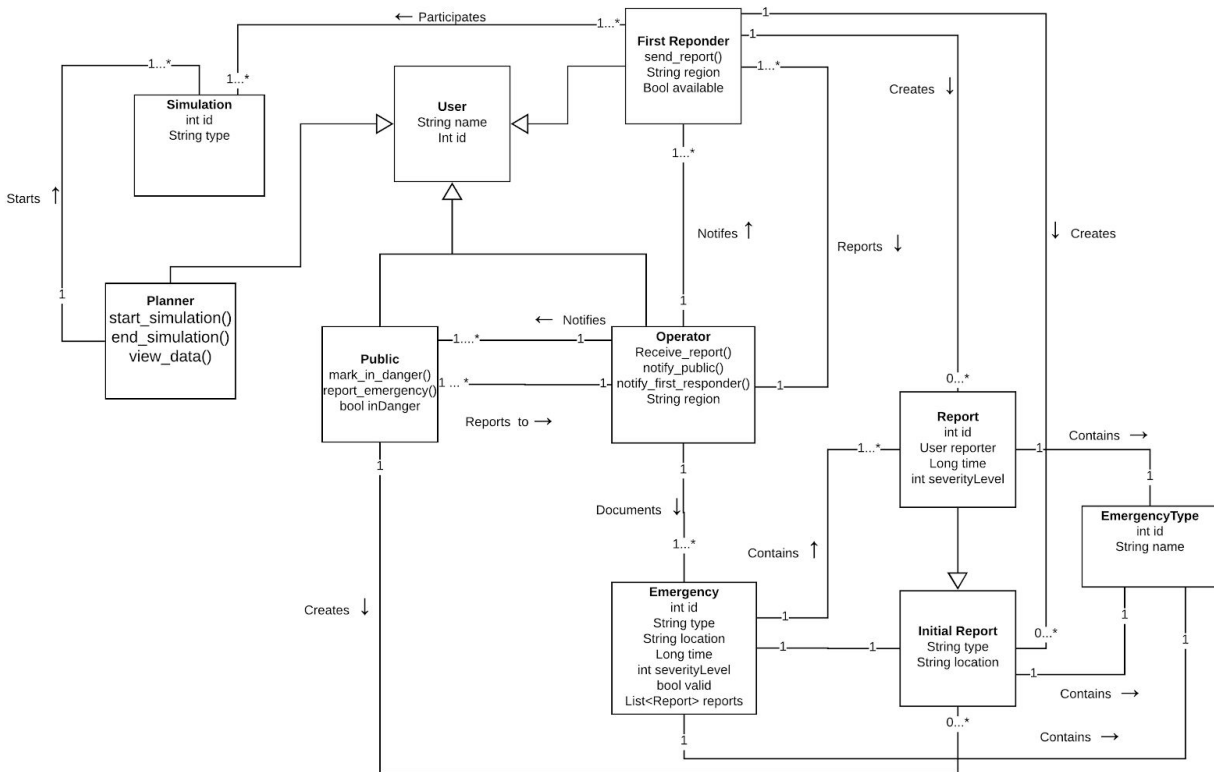 ← Participates
1...*
1
First Reponder
send_report()
String region
Bool available
1
1...*
1...*
1...*
Simulation
int id
String type
User
String name
Int id
Creates ↓
1...*
Starts ↑
Notifes ↑
Reports ↓
↓ Creates
1
Planner
start_simulation()
end_simulation()
view_data()
1
← Notifies
1....*
1
Public
mark_in_danger()
report_emergency()
bool inDanger
1 ... *
1
Operator
Receive_report()
notify_public()
notify_first_responder()
String region
1
Reports to →
0...*
Report
int id
User reporter
Long time
int severityLevel
1...*
1
Contains →
1
1
1
Documents ↓
EmergencyType
int id
String name
1...*
Contains ↑
Emergency
int id
String type
String location
Long time
int severityLevel
bool valid
List<Report> reports
Creates ↓
1
1
1
Initial Report
String type
String location
0...*
1
1
1
Contains →
0...*
1
Contains →